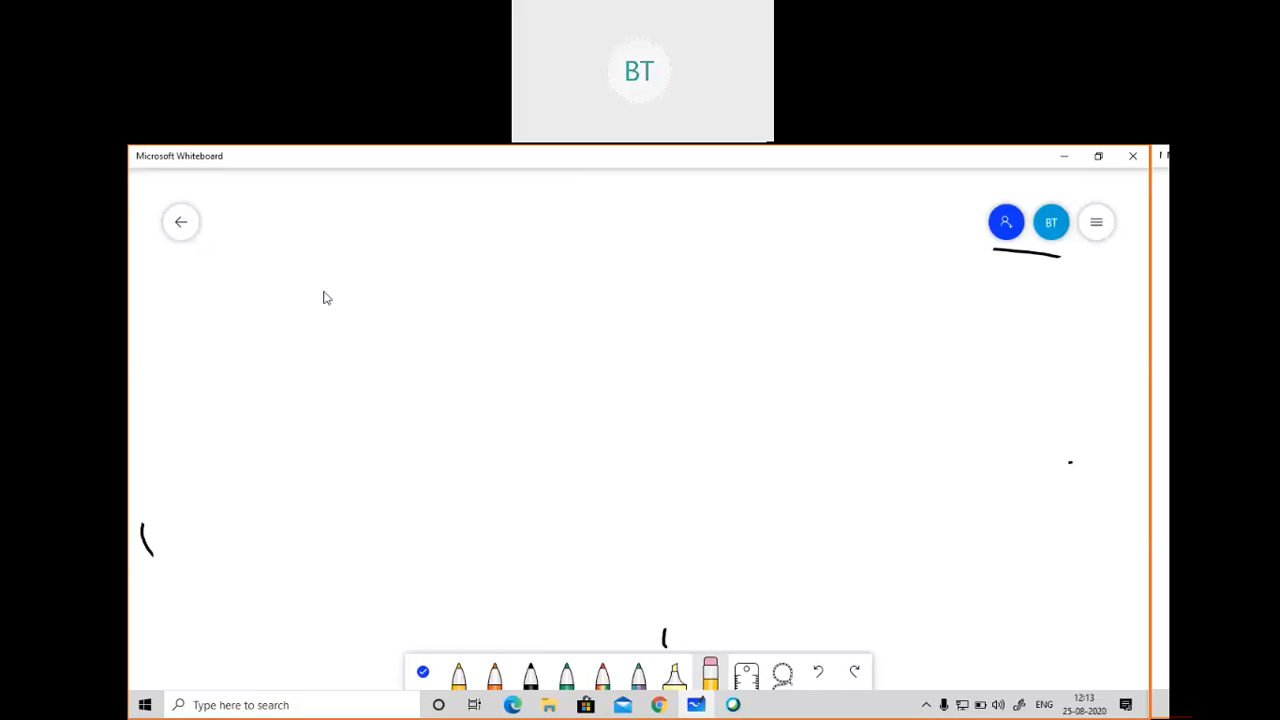 BT
Microsoft Whiteboard
BT
Type here to search
ENG
12:13
25-08-2020